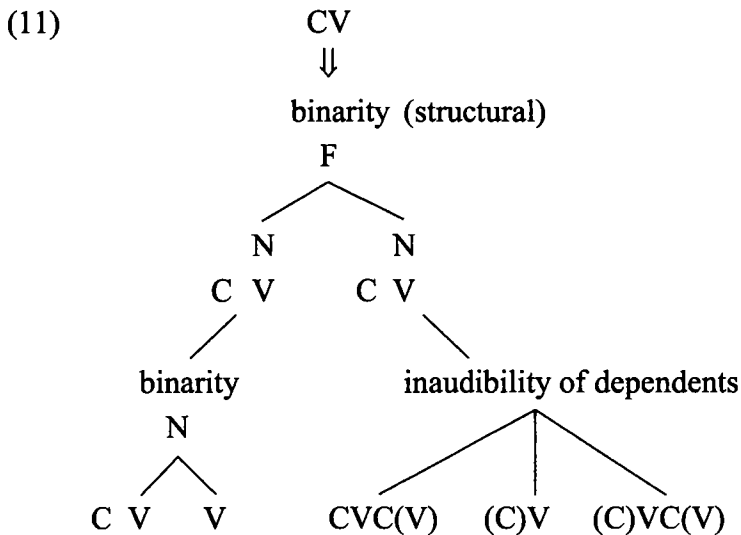 (11) CV
⇓
binarity (structural)
F
N N
C V C V
binarity inaudibility of dependents
N
C V V CVC(V) (C)V (C)VC(V)